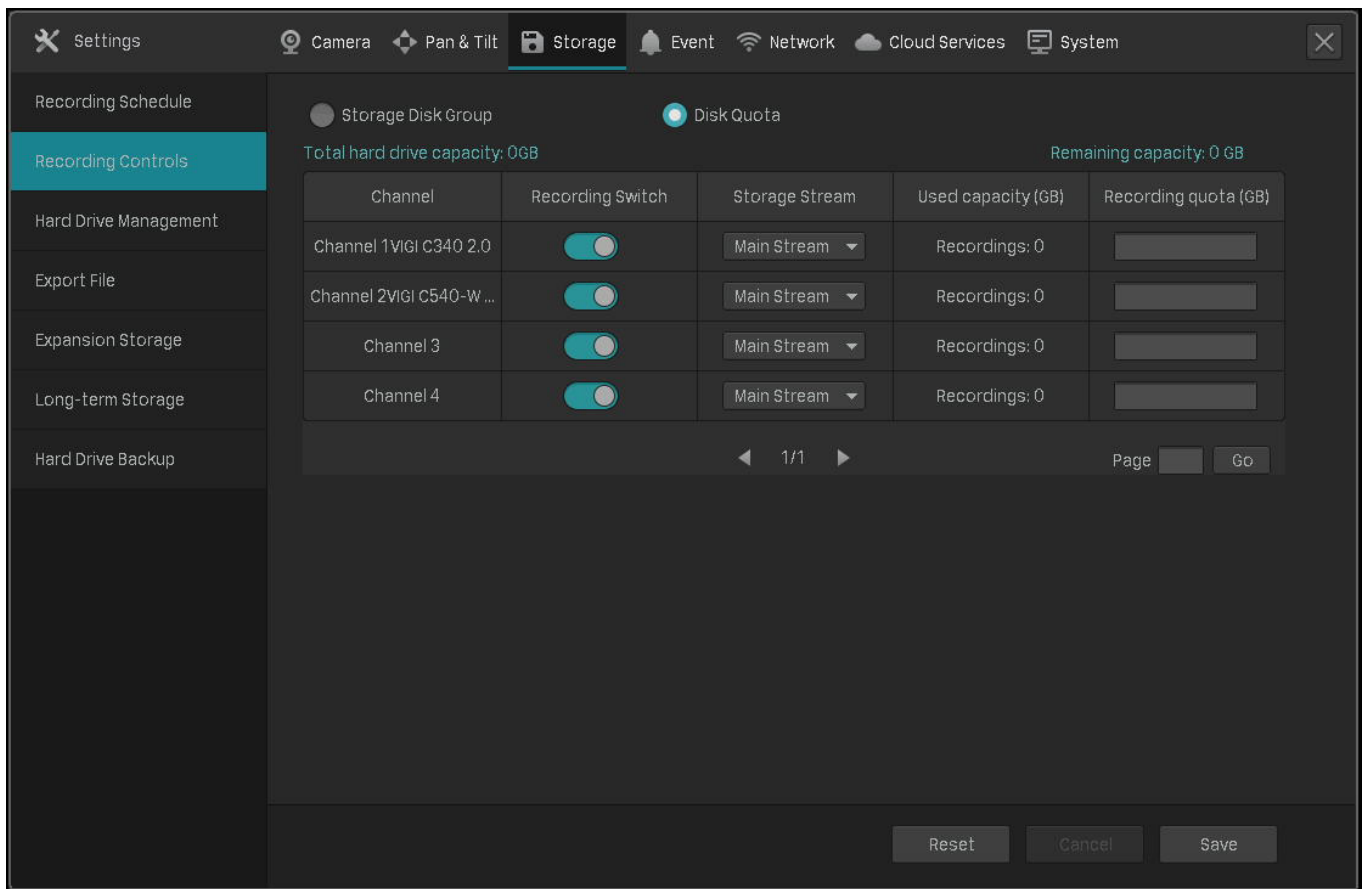 Settings
Camera Pan & Tilt Storage Event Network Cloud Services System
Recording Schedule
Recording Controls
Hard Drive Management
Export File
Expansion Storage
Long-term Storage
Hard Drive Backup
Storage Disk Group Disk Quota
Total hard drive capacity: 0GB Remaining capacity: 0 GB
Channel Recording Switch Storage Stream Used capacity (GB) Recording quota (GB)
Channel 1VIGI C340 2.0 Main Stream Recordings: 0
Channel 2VIGI C540-W ... Main Stream Recordings: 0
Channel 3 Main Stream Recordings: 0
Channel 4 Main Stream Recordings: 0
1/1 Page Go
Reset Cancel Save